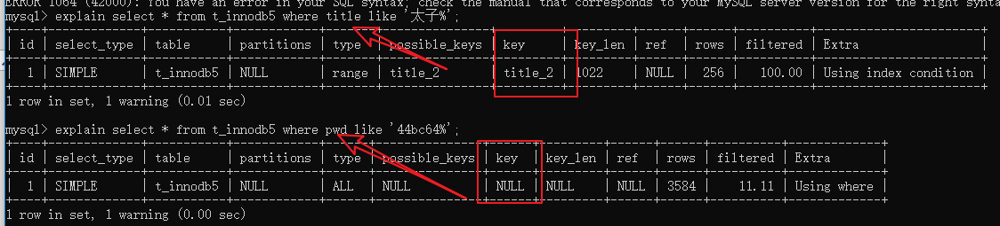 ERROR 1064 (42000): You have an error in your SQL syntax; check the manual that corresponds to your MySQL server version for the right synta
mysql> explain select * from t_innodb5 where title like '太子%';
+----+-------------+-----------+------------+-------+---------------+---------+---------+------+------+----------+-----------------------+
| id | select_type | table | partitions | type | possible_keys | key | key_len | ref | rows | filtered | Extra |
+----+-------------+-----------+------------+-------+---------------+---------+---------+------+------+----------+-----------------------+
| 1 | SIMPLE | t_innodb5 | NULL | range | title_2 | title_2 | 1022 | NULL | 256 | 100.00 | Using index condition |
+----+-------------+-----------+------------+-------+---------------+---------+---------+------+------+----------+-----------------------+
1 row in set, 1 warning (0.01 sec)
mysql> explain select * from t_innodb5 where pwd like '44bc64%';
+----+-------------+-----------+------------+------+---------------+------+---------+------+------+----------+-------------+
| id | select_type | table | partitions | type | possible_keys | key | key_len | ref | rows | filtered | Extra |
+----+-------------+-----------+------------+------+---------------+------+---------+------+------+----------+-------------+
| 1 | SIMPLE | t_innodb5 | NULL | ALL | NULL | NULL | NULL | NULL | 3584 | 11.11 | Using where |
+----+-------------+-----------+------------+------+---------------+------+---------+------+------+----------+-------------+
1 row in set, 1 warning (0.00 sec)